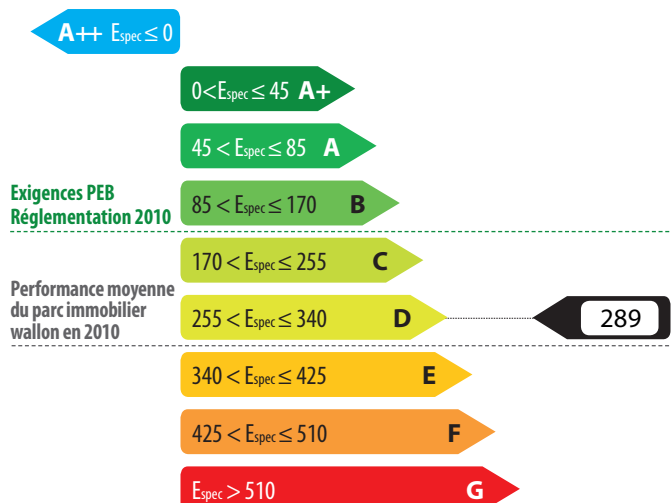 A++ Espec ≤ 0
0<Espec ≤ 45 A+
45 < Espec ≤ 85 A
Exigences PEB
Réglementation 2010
85 < Espec ≤ 170 B
170 < Espec ≤ 255 C
Performance moyenne
du parc immobilier
wallon en 2010
255 < Espec ≤ 340 D
289
340 < Espec ≤ 425 E
425 < Espec ≤ 510 F
Espec > 510 G